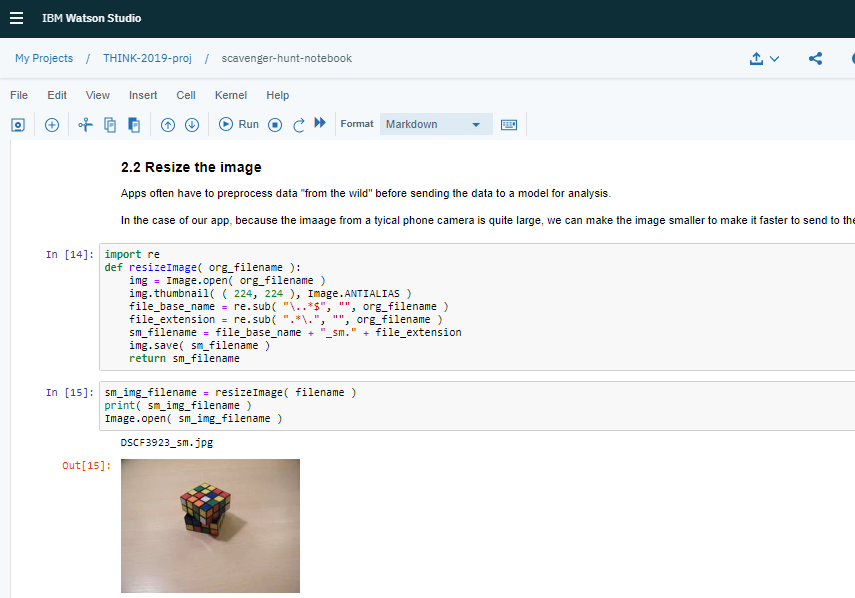 IBM Watson Studio
My Projects / THINK-2019-proj / scavenger-hunt-notebook
File Edit View Insert Cell Kernel Help
Run Format Markdown
2.2 Resize the image
Apps often have to preprocess data "from the wild" before sending the data to a model for analysis.
In the case of our app, because the imaage from a tyical phone camera is quite large, we can make the image smaller to make it faster to send to the
In [14]: import re
def resizeImage( org_filename ):
img = Image.open( org_filename )
img.thumbnail( ( 224, 224 ), Image.ANTIALIAS )
file_base_name = re.sub( "\..*$", "", org_filename )
file_extension = re.sub( ".*\.", "", org_filename )
sm_filename = file_base_name + "_sm." + file_extension
img.save( sm_filename )
return sm_filename
In [15]: sm_img_filename = resizeImage( filename )
print( sm_img_filename )
Image.open( sm_img_filename )
DSCF3923_sm.jpg
Out[15]: